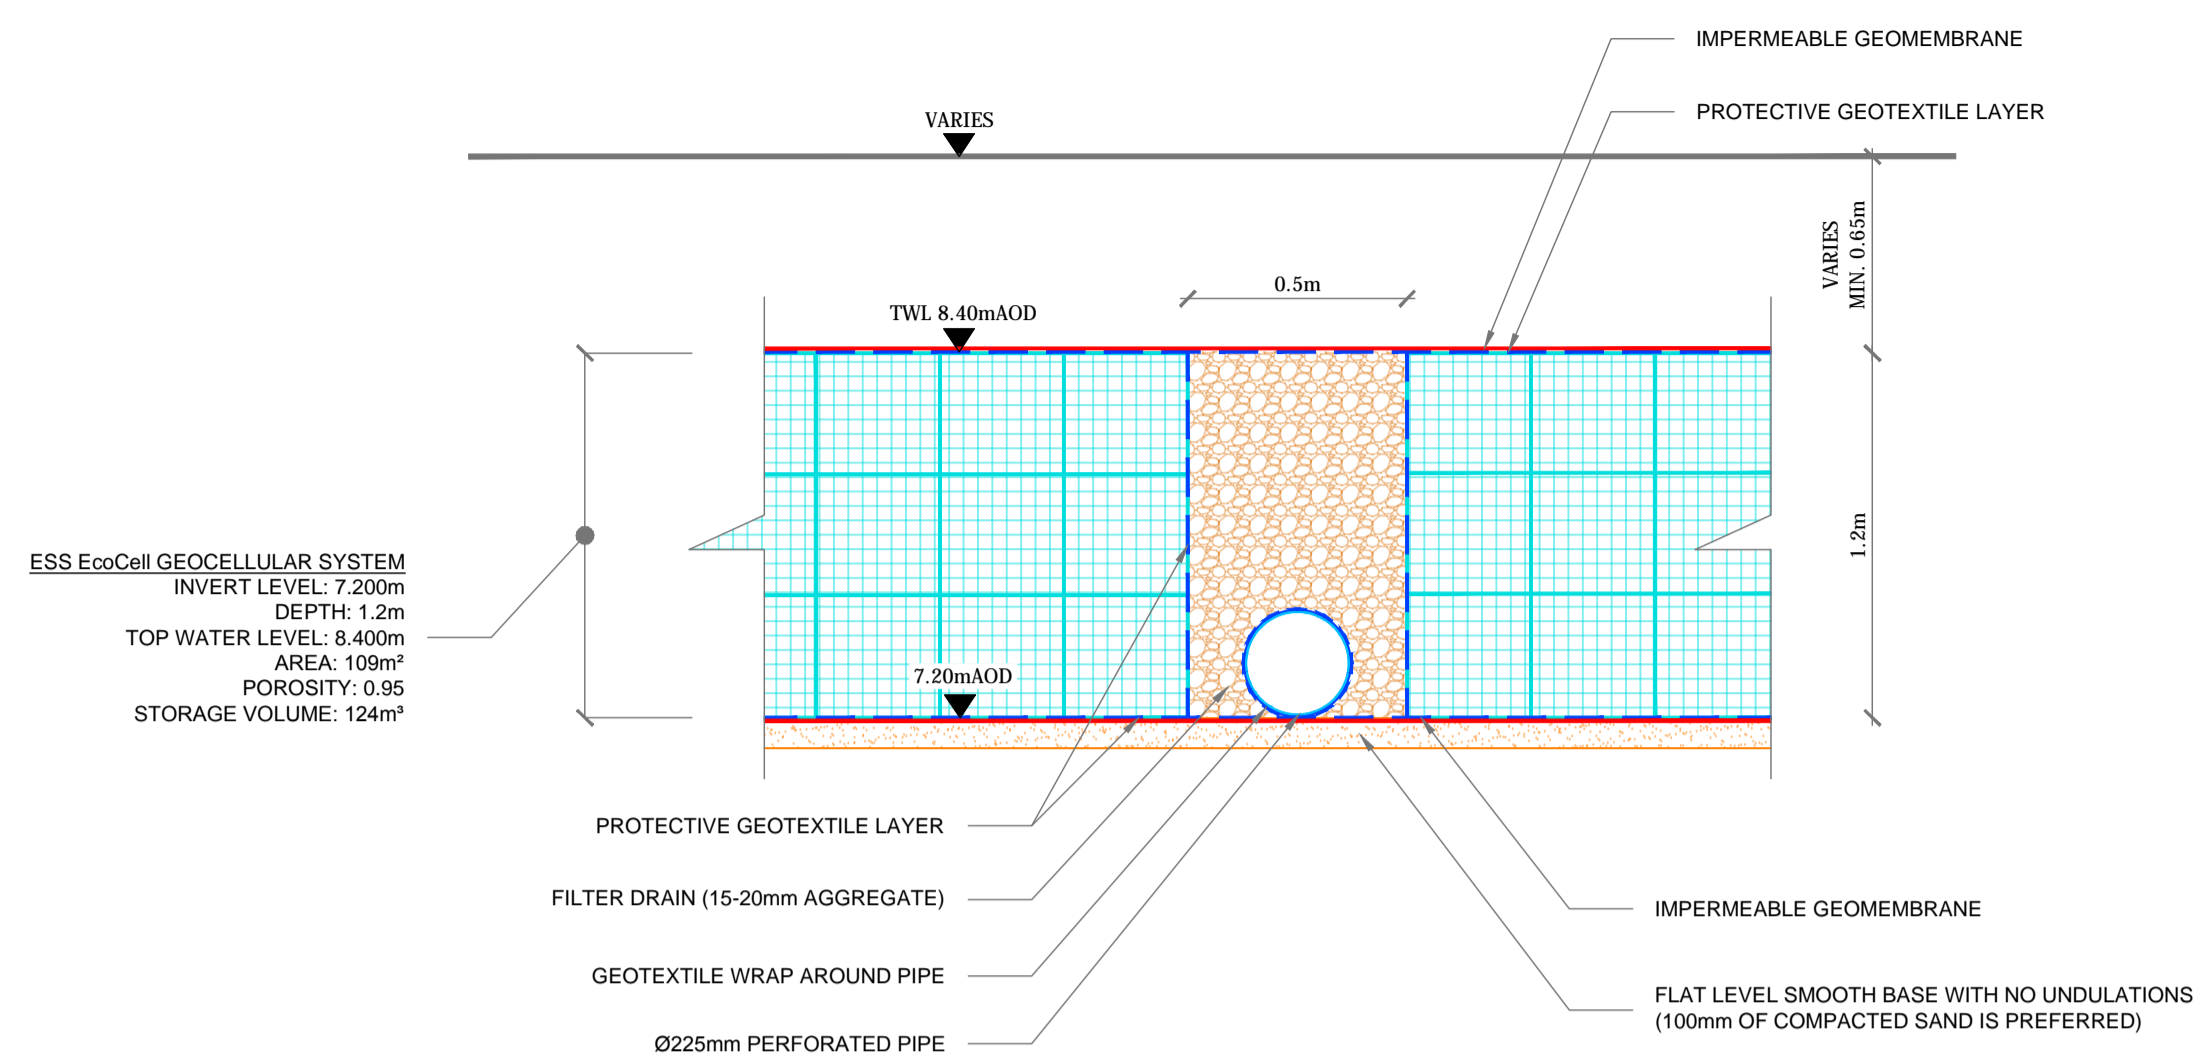 IMPERMEABLE GEOMEMBRANE
PROTECTIVE GEOTEXTILE LAYER
VARIES
VARIES
MIN. 0.65m
0.5m
TWL 8.40mAOD
1.2m
ESS EcoCell GEOCELLULAR SYSTEM
INVERT LEVEL: 7.200m
DEPTH: 1.2m
TOP WATER LEVEL: 8.400m
AREA: 109m²
POROSITY: 0.95
STORAGE VOLUME: 124m³
7.20mAOD
PROTECTIVE GEOTEXTILE LAYER
FILTER DRAIN (15-20mm AGGREGATE)
GEOTEXTILE WRAP AROUND PIPE
Ø225mm PERFORATED PIPE
IMPERMEABLE GEOMEMBRANE
FLAT LEVEL SMOOTH BASE WITH NO UNDULATIONS
(100mm OF COMPACTED SAND IS PREFERRED)